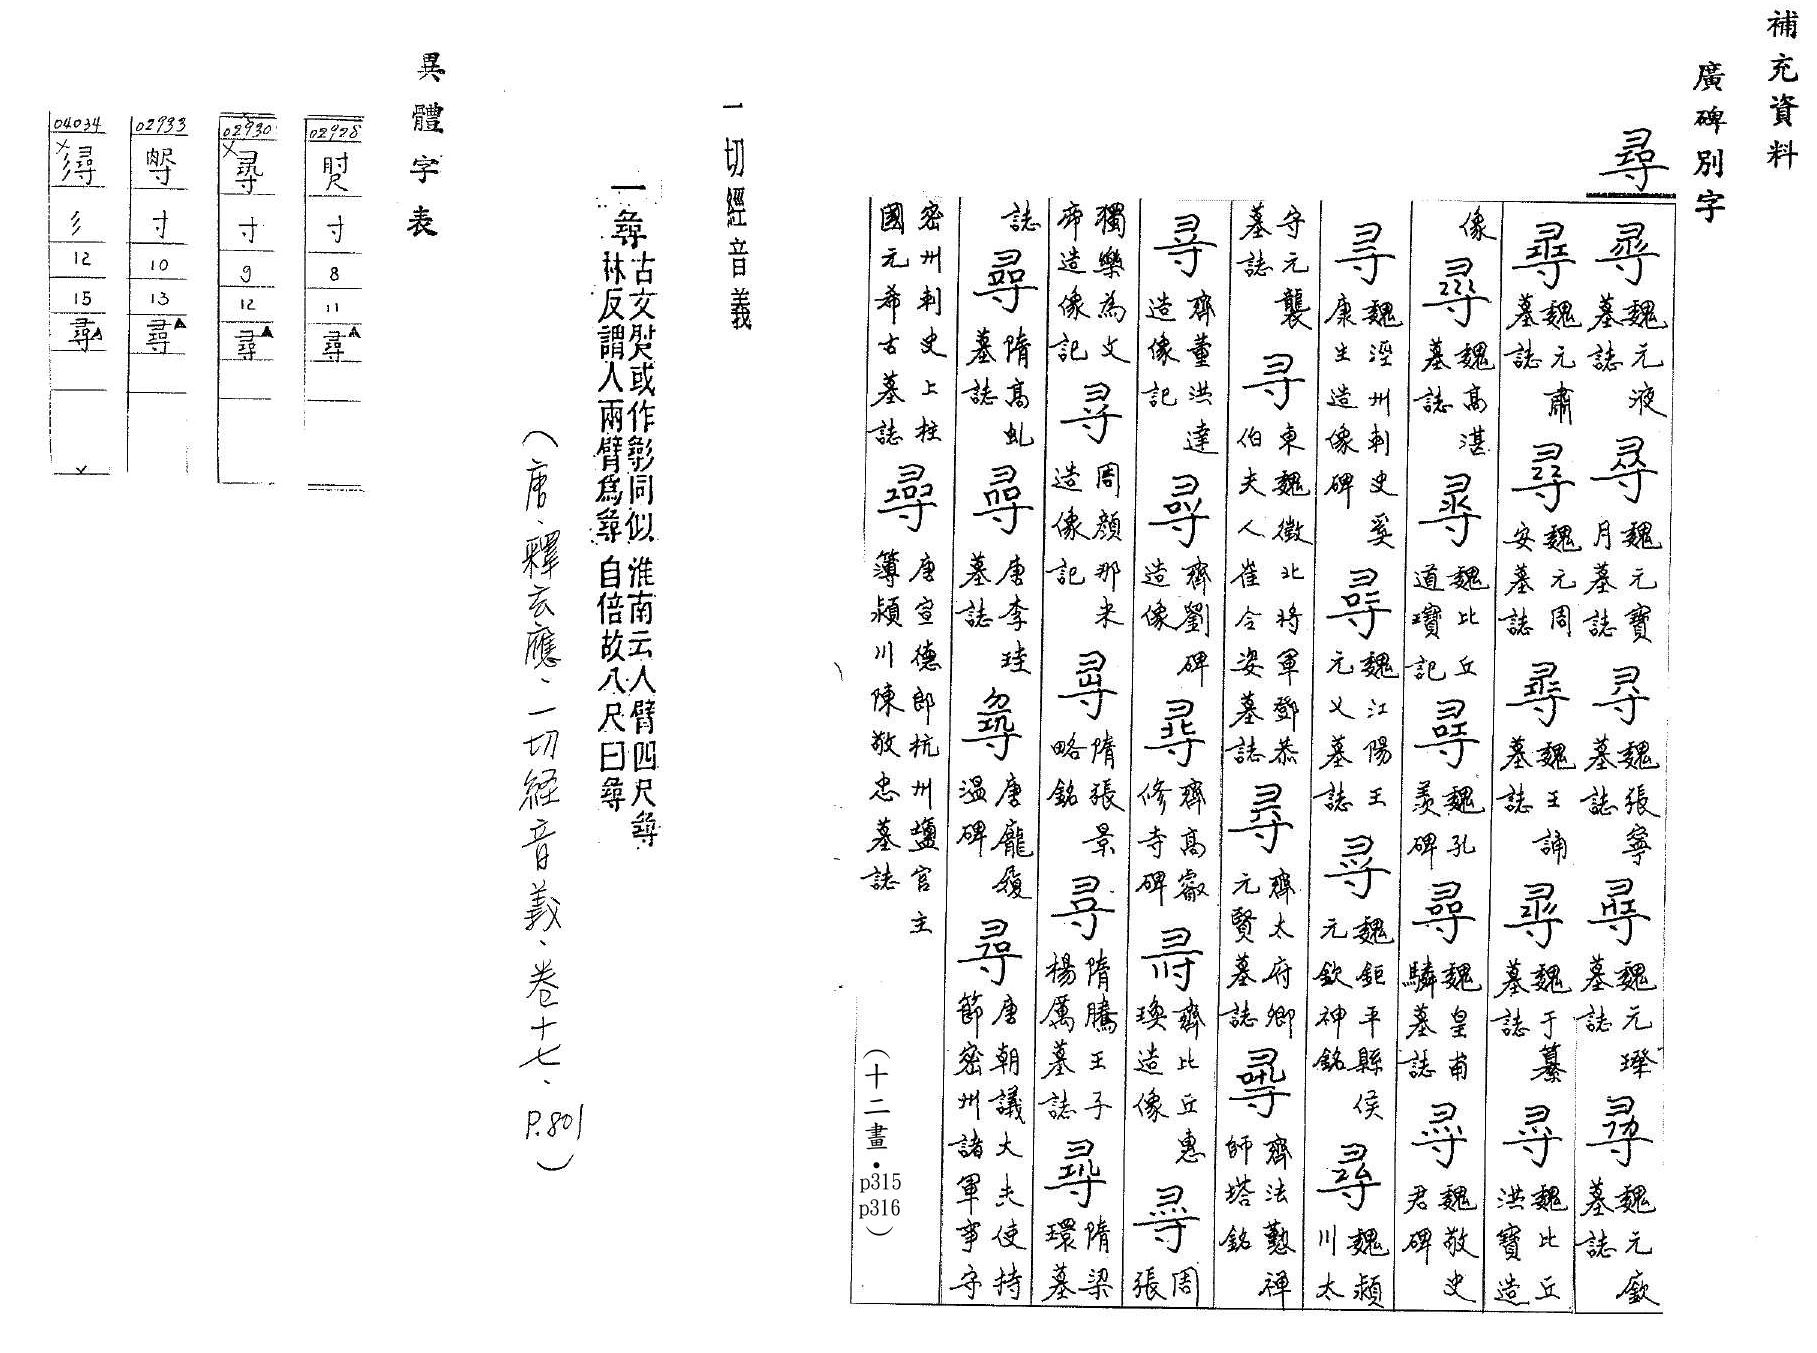 補充資料
廣碑別字
尋
尋魏元液墓誌尋魏元寶月墓誌尋魏張寧墓誌尋魏元墓誌尋魏元廞墓誌
尋魏元肅墓誌尋魏元周安墓誌尋魏王誦墓誌尋魏于纂墓誌尋魏比丘洪寶造
像尋魏高湛墓誌尋魏比丘道瓚記尋魏孔羨碑尋魏皇甫驎墓誌尋魏敬史君碑
尋魏涇州刺史奚康生造像碑尋魏江陽王元乂墓誌尋魏鉅平縣侯元欽神銘尋魏潁川太
守元襲墓誌尋東魏徵北將軍鄧恭伯夫人崔令姿墓誌尋齊太府卿元賢墓誌尋齊法懃禪師塔銘
尋齊董洪達造像記尋齊劉碑造像尋齊高叡修寺碑尋齊比丘惠瑍造像尋周張
獨樂為文帝造像記尋周顏那米造像記尋隋張景略銘尋隋騰王子楊厲墓誌尋隋梁環墓
誌尋隋高虬墓誌尋唐李珪墓誌尋唐龐履溫碑尋唐朝議大夫使持節密州諸軍事守
密州刺史上柱國元希古墓誌尋唐宣德郎杭州鹽官主簿潁川陳敬忠墓誌
(十二畫•p315 p316)
一切經音義
一尋古文䙷或作彰同似林反謂人兩臂為尋淮南云人臂四尺尋自倍故八尺曰尋
(唐、釋玄應、一切経音義、卷十七、P.801)
異體字表
02928 寸 8 11 尋
02930 寸 9 12 尋
02933 寸 10 13 尋
04034 彡 12 15 尋